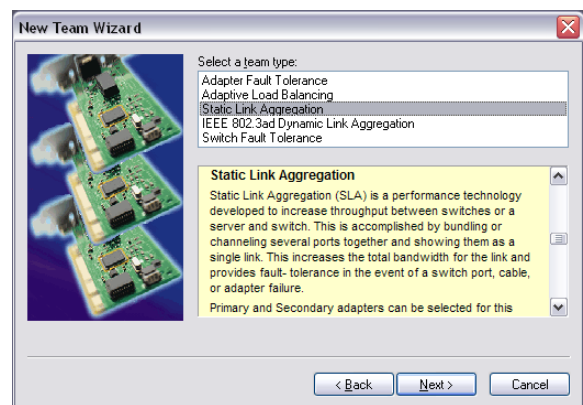 New Team Wizard
Select a team type:
Adapter Fault Tolerance
Adaptive Load Balancing
Static Link Aggregation
IEEE 802.3ad Dynamic Link Aggregation
Switch Fault Tolerance
Static Link Aggregation
Static Link Aggregation (SLA) is a performance technology
developed to increase throughput between switches or a
server and switch. This is accomplished by bundling or
channeling several ports together and showing them as a
single link. This increases the total bandwidth for the link and
provides fault- tolerance in the event of a switch port, cable,
or adapter failure.
Primary and Secondary adapters can be selected for this
< Back
Next >
Cancel